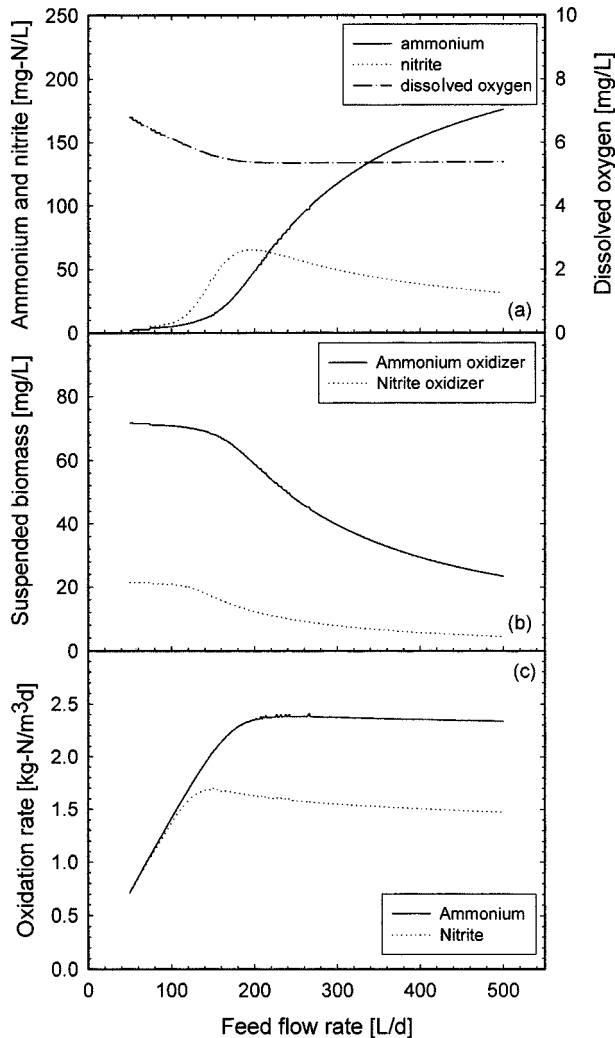 250
200
150
100
50
0
Ammonium and nitrite [mg-N/L]
ammonium
nitrite
dissolved oxygen
10
8
6
4
2
0
Dissolved oxygen [mg/L]
(a)
80
60
40
20
0
Suspended biomass [mg/L]
Ammonium oxidizer
Nitrite oxidizer
(b)
(c)
2.5
2.0
1.5
1.0
0.5
0.0
Oxidation rate [kg-N/m³d]
Ammonium
Nitrite
0 100 200 300 400 500
Feed flow rate [L/d]